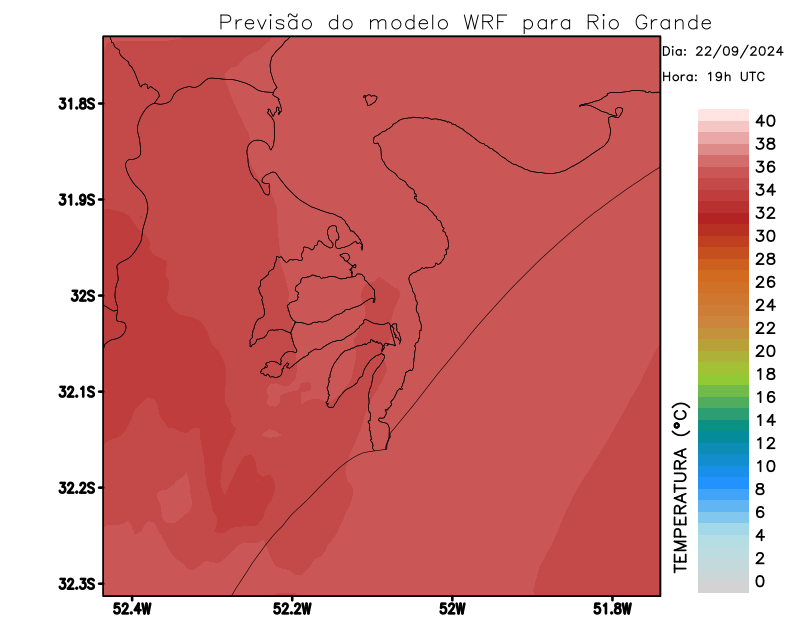 Previsão do modelo WRF para Rio Grande
Dia: 22/09/2024
Hora: 19h UTC
31.8S
31.9S
32S
32.1S
32.2S
32.3S
52.4W
52.2W
52W
51.8W
TEMPERATURA (°C)
40
38
36
34
32
30
28
26
24
22
20
18
16
14
12
10
8
6
4
2
0